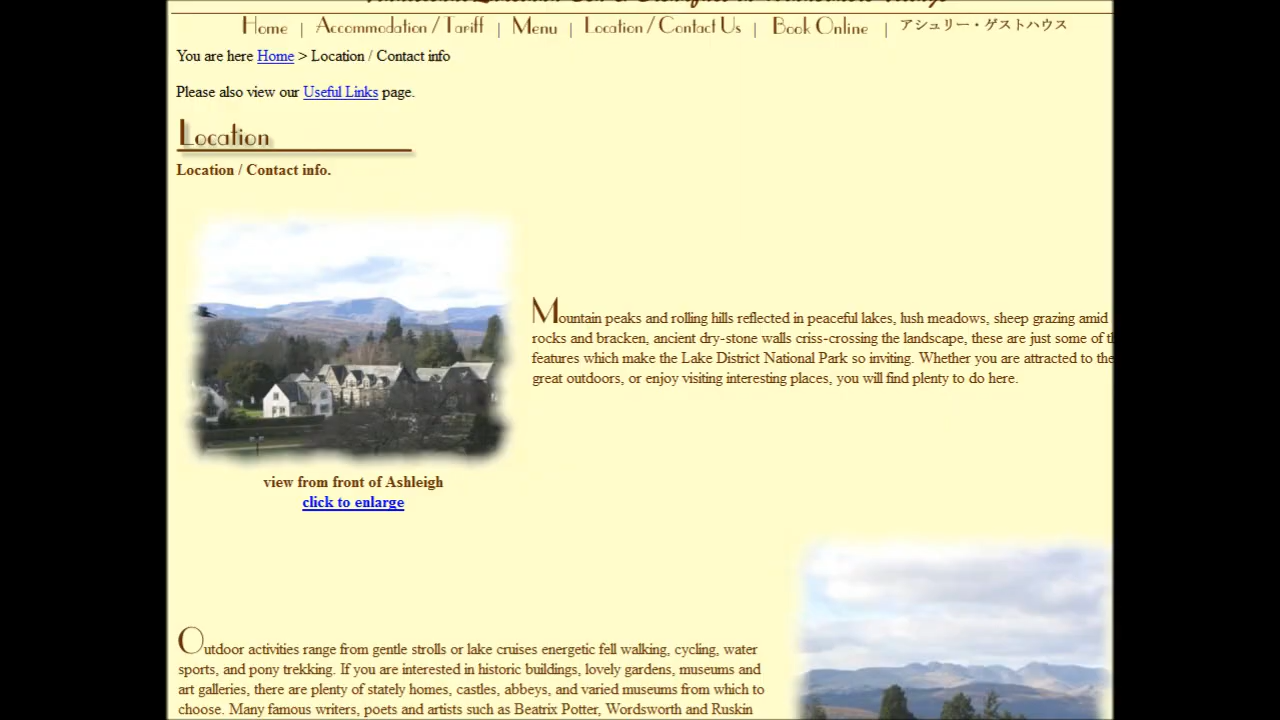 Home | Accommodation / Tariff | Menu | Location / Contact Us | Book Online | アシュリー・ゲストハウス
You are here Home > Location / Contact info
Please also view our Useful Links page.
Location
Location / Contact info.
Mountain peaks and rolling hills reflected in peaceful lakes, lush meadows, sheep grazing amid
rocks and bracken, ancient dry-stone walls criss-crossing the landscape, these are just some of
features which make the Lake District National Park so inviting. Whether you are attracted to the
great outdoors, or enjoy visiting interesting places, you will find plenty to do here.
view from front of Ashleigh
click to enlarge
Outdoor activities range from gentle strolls or lake cruises energetic fell walking, cycling, water
sports, and pony trekking. If you are interested in historic buildings, lovely gardens, museums and
art galleries, there are plenty of stately homes, castles, abbeys, and varied museums from which to
choose. Many famous writers, poets and artists such as Beatrix Potter, Wordsworth and Ruskin